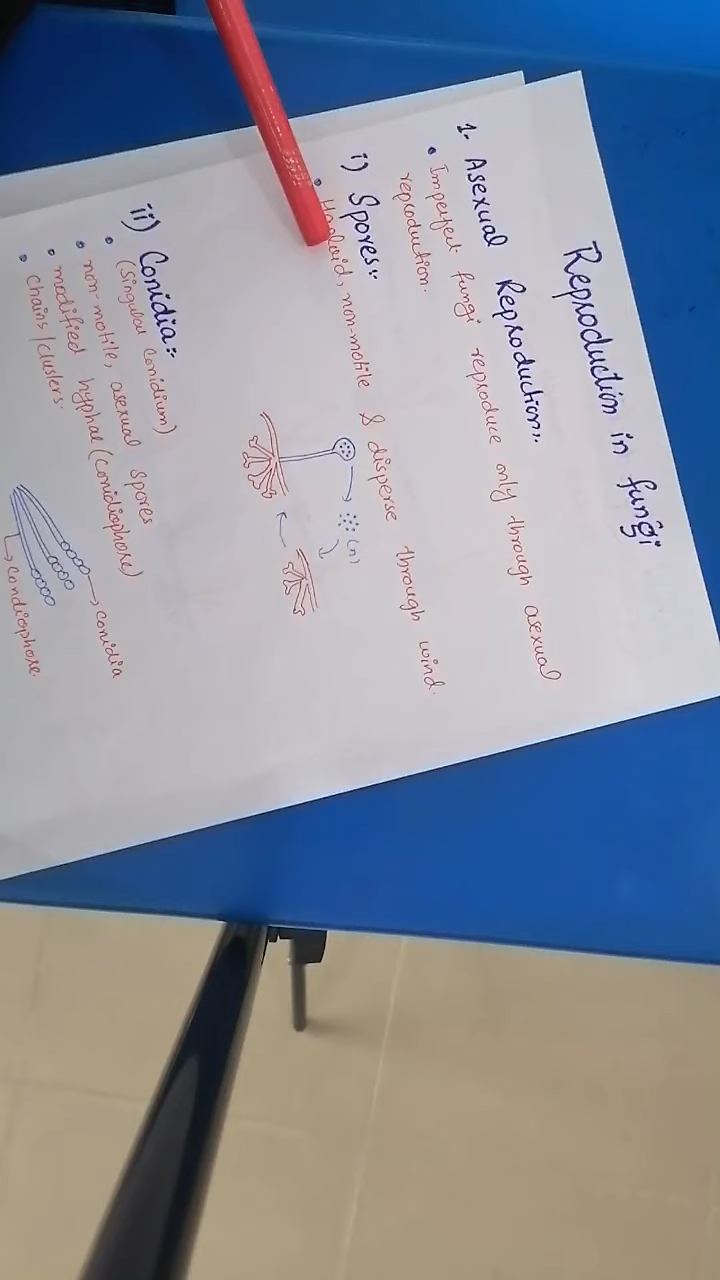 Reproduction in fungi
1. Asexual Reproduction:-
• Imperfect fungi reproduce only through asexual
reproduction.
i) Spores:-
• Haploid, non-motile & disperse through wind.
(n)
ii) Conidia:-
• (Singular Conidium)
• non-motile, asexual spores
• modified hyphae (conidiophore)
• chains/clusters.
conidia
condiophore.